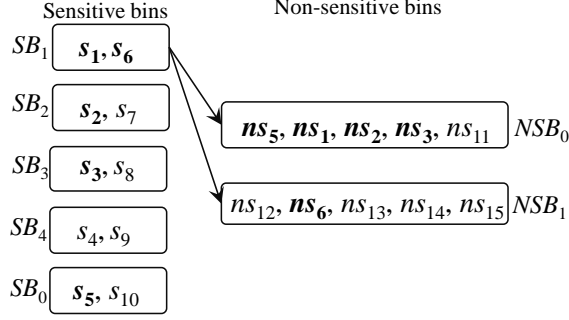 Sensitive bins
Non-sensitive bins
SB₁ s₁, s₆
SB₂ s₂, s₇
SB₃ s₃, s₈
SB₄ s₄, s₉
SB₀ s₅, s₁₀
ns₅, ns₁, ns₂, ns₃, ns₁₁ NSB₀
ns₁₂, ns₆, ns₁₃, ns₁₄, ns₁₅ NSB₁